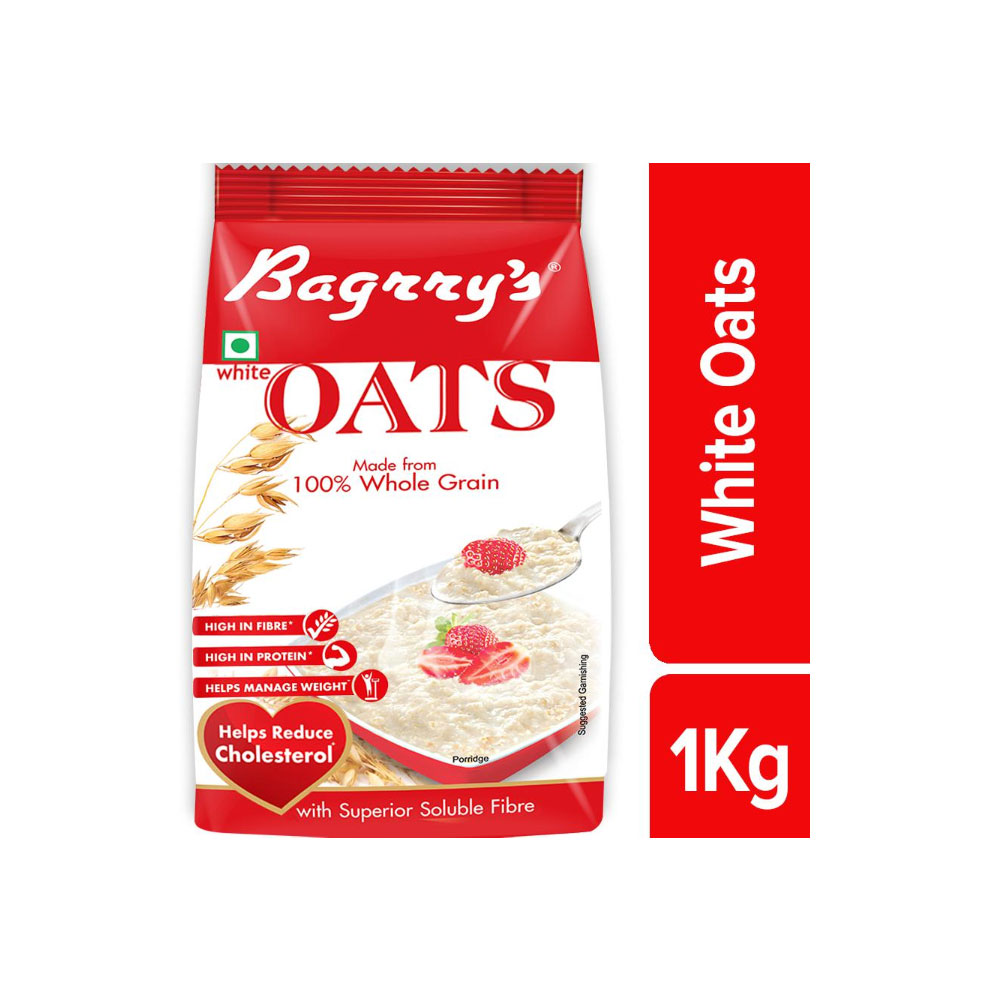 Bagrry's®
white OATS
Made from
100% Whole Grain
HIGH IN FIBRE*
HIGH IN PROTEIN*
HELPS MANAGE WEIGHT*
Helps Reduce
Cholesterol*
Porridge
Suggested Garnishing
with Superior Soluble Fibre
White Oats
1Kg